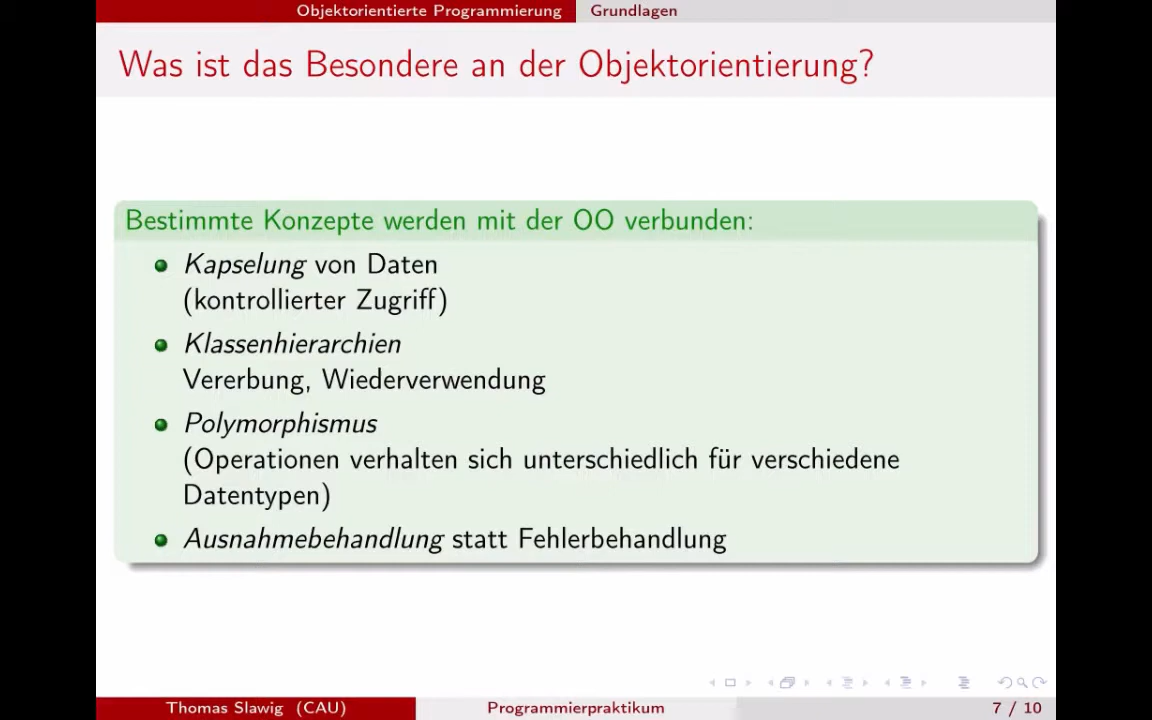 Objektorientierte Programmierung Grundlagen
Was ist das Besondere an der Objektorientierung?
Bestimmte Konzepte werden mit der OO verbunden:
Kapselung von Daten
(kontrollierter Zugriff)
Klassenhierarchien
Vererbung, Wiederverwendung
Polymorphismus
(Operationen verhalten sich unterschiedlich für verschiedene
Datentypen)
Ausnahmebehandlung statt Fehlerbehandlung
Thomas Slawig (CAU) Programmierpraktikum 7 / 10